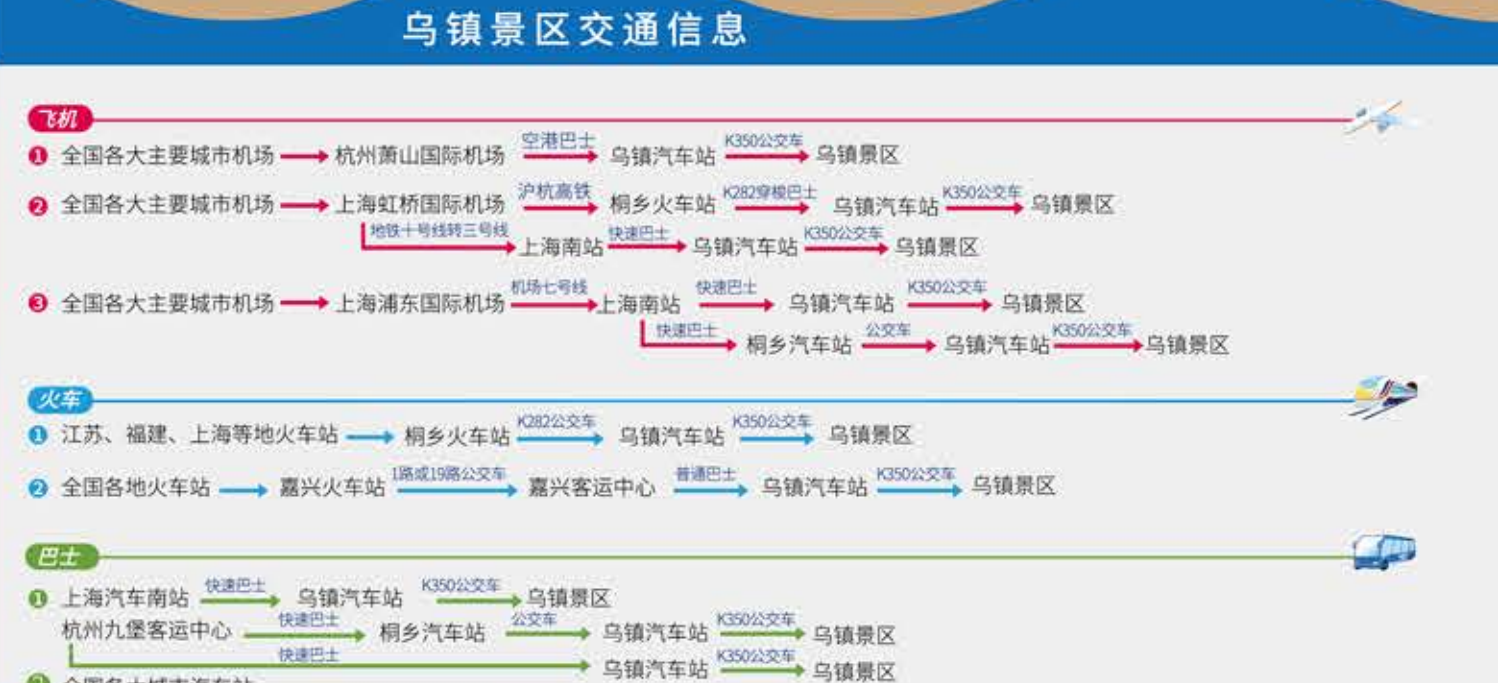 乌镇景区交通信息
飞机
❶ 全国各大主要城市机场 杭州萧山国际机场 空港巴士 乌镇汽车站 K350公交车 乌镇景区
❷ 全国各大主要城市机场 上海虹桥国际机场 沪杭高铁 桐乡火车站 K282穿梭巴士 乌镇汽车站 K350公交车 乌镇景区
地铁十号线转三号线 上海南站 快速巴士 乌镇汽车站 K350公交车 乌镇景区
❸ 全国各大主要城市机场 上海浦东国际机场 机场七号线 上海南站 快速巴士 乌镇汽车站 K350公交车 乌镇景区
快速巴士 桐乡汽车站 公交车 乌镇汽车站 K350公交车 乌镇景区
火车
❶ 江苏、福建、上海等地火车站 桐乡火车站 K282公交车 乌镇汽车站 K350公交车 乌镇景区
❷ 全国各地火车站 嘉兴火车站 1路或19路公交车 嘉兴客运中心 普通巴士 乌镇汽车站 K350公交车 乌镇景区
巴士
❶ 上海汽车南站 快速巴士 乌镇汽车站 K350公交车 乌镇景区
杭州九堡客运中心 快速巴士 桐乡汽车站 公交车 乌镇汽车站 K350公交车 乌镇景区
快速巴士 乌镇汽车站 K350公交车 乌镇景区